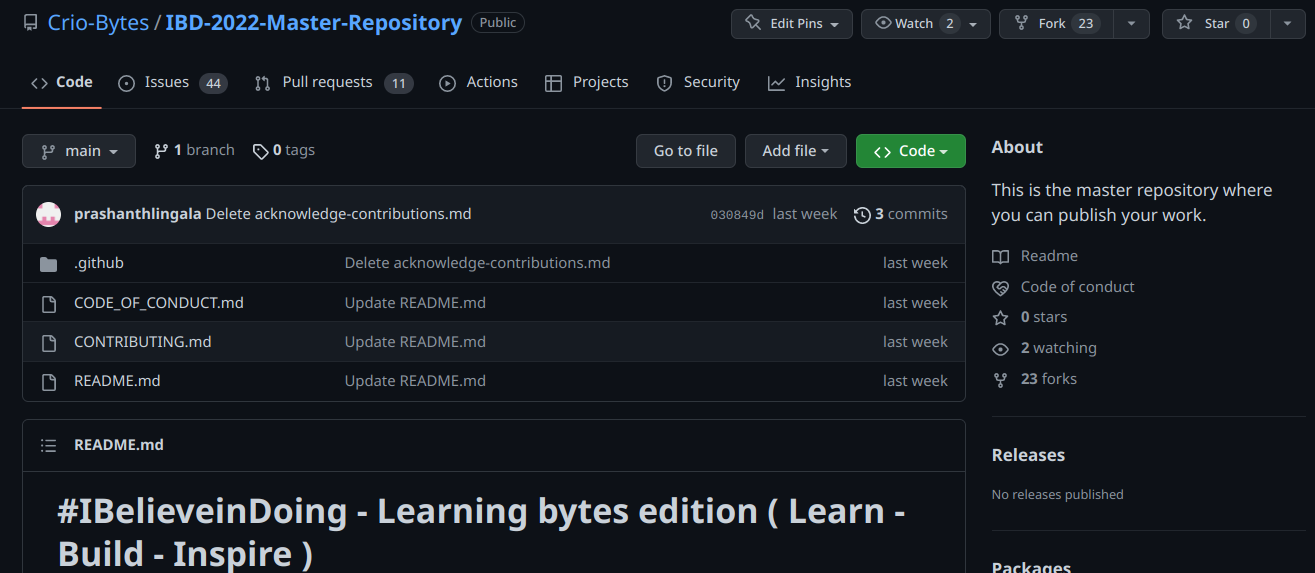 Crio-Bytes / IBD-2022-Master-Repository Public Edit Pins Watch 2 Fork 23 Star 0
Code Issues 44 Pull requests 11 Actions Projects Security Insights
main 1 branch 0 tags Go to file Add file Code
prashanthlingala Delete acknowledge-contributions.md 030849d last week 3 commits
.github Delete acknowledge-contributions.md last week
CODE_OF_CONDUCT.md Update README.md last week
CONTRIBUTING.md Update README.md last week
README.md Update README.md last week
README.md
#IBelieveinDoing - Learning bytes edition ( Learn -
Build - Inspire )
About
This is the master repository where
you can publish your work.
Readme
Code of conduct
0 stars
2 watching
23 forks
Releases
No releases published
Packages